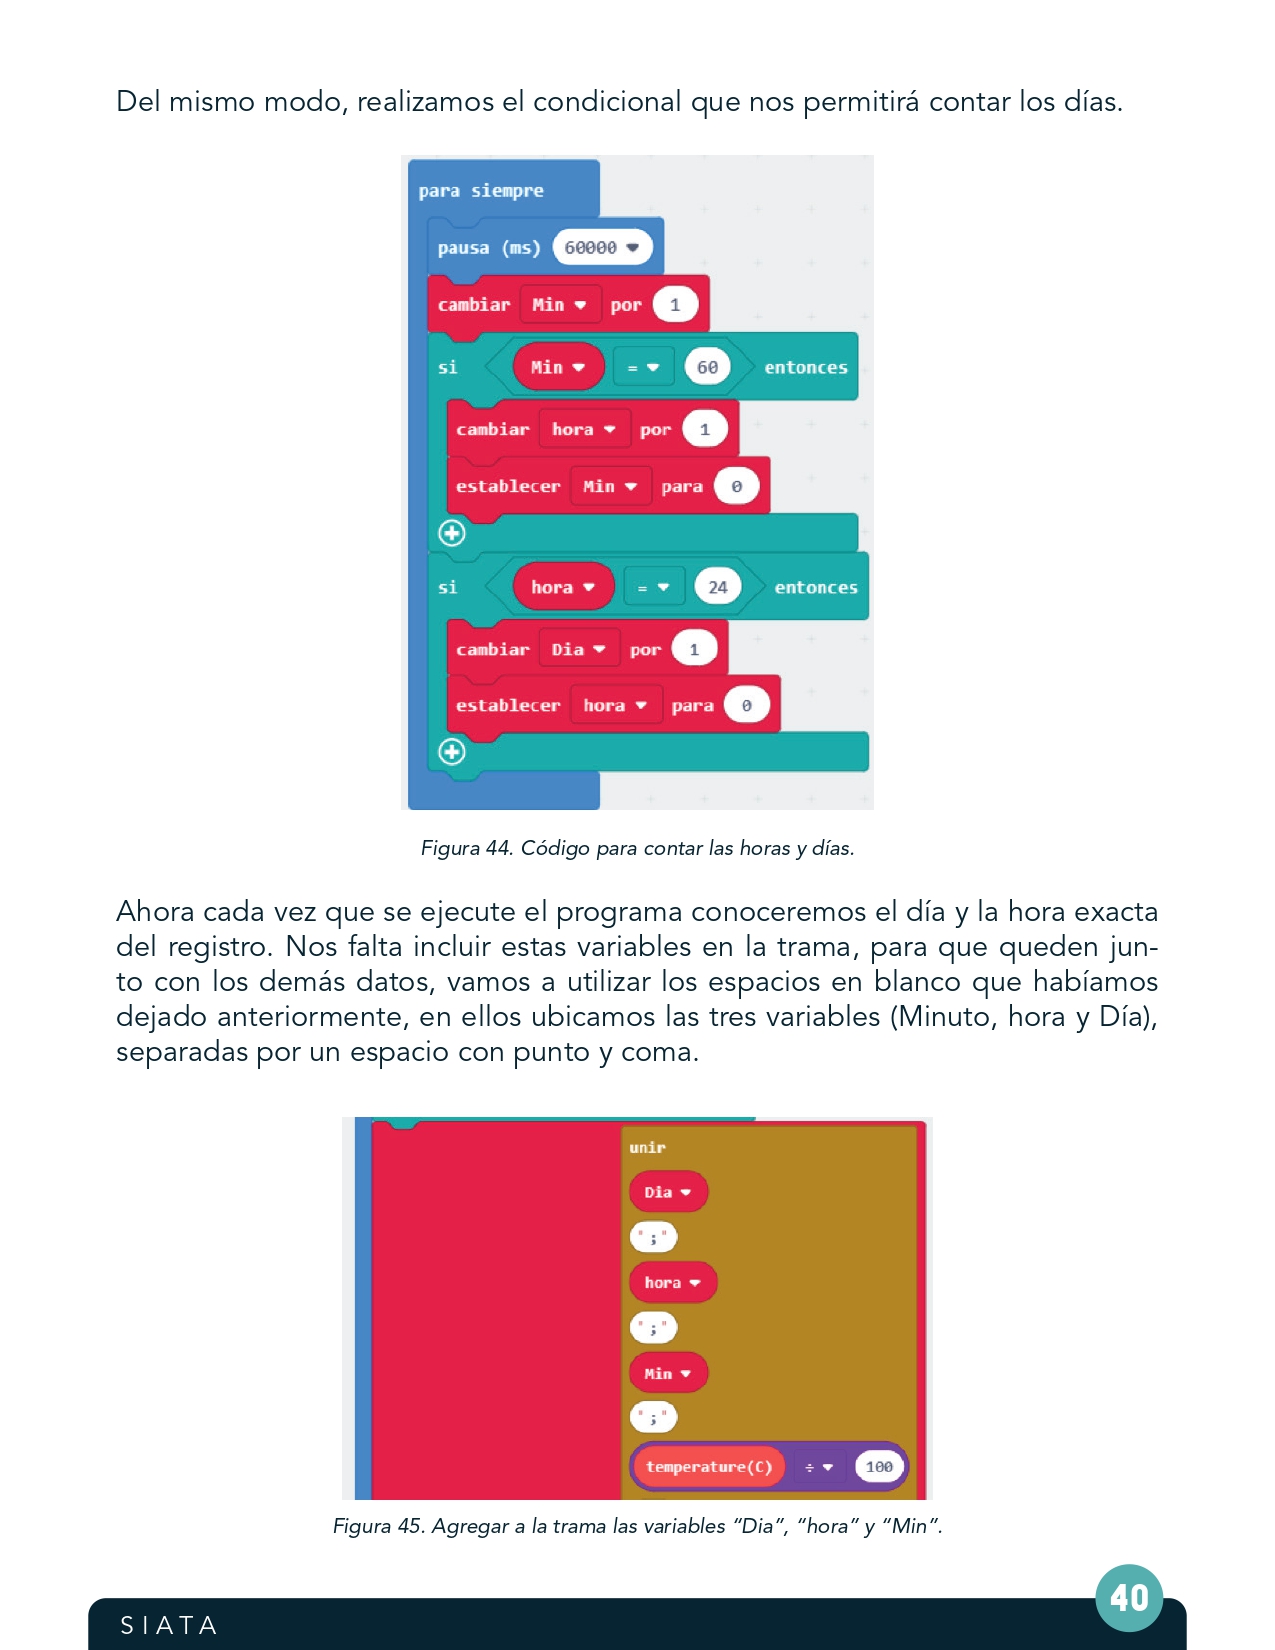 Del mismo modo, realizamos el condicional que nos permitirá contar los días.
para siempre
pausa (ms) 60000
cambiar Min por 1
si Min = 60 entonces
cambiar hora por 1
establecer Min para 0
si hora = 24 entonces
cambiar Dia por 1
establecer hora para 0
Figura 44. Código para contar las horas y días.
Ahora cada vez que se ejecute el programa conoceremos el día y la hora exacta
del registro. Nos falta incluir estas variables en la trama, para que queden jun-
to con los demás datos, vamos a utilizar los espacios en blanco que habíamos
dejado anteriormente, en ellos ubicamos las tres variables (Minuto, hora y Día),
separadas por un espacio con punto y coma.
unir
Dia
";"
hora
";"
Min
";"
temperature(C) ÷ 100
Figura 45. Agregar a la trama las variables “Dia”, “hora” y “Min”.
40
SIATA